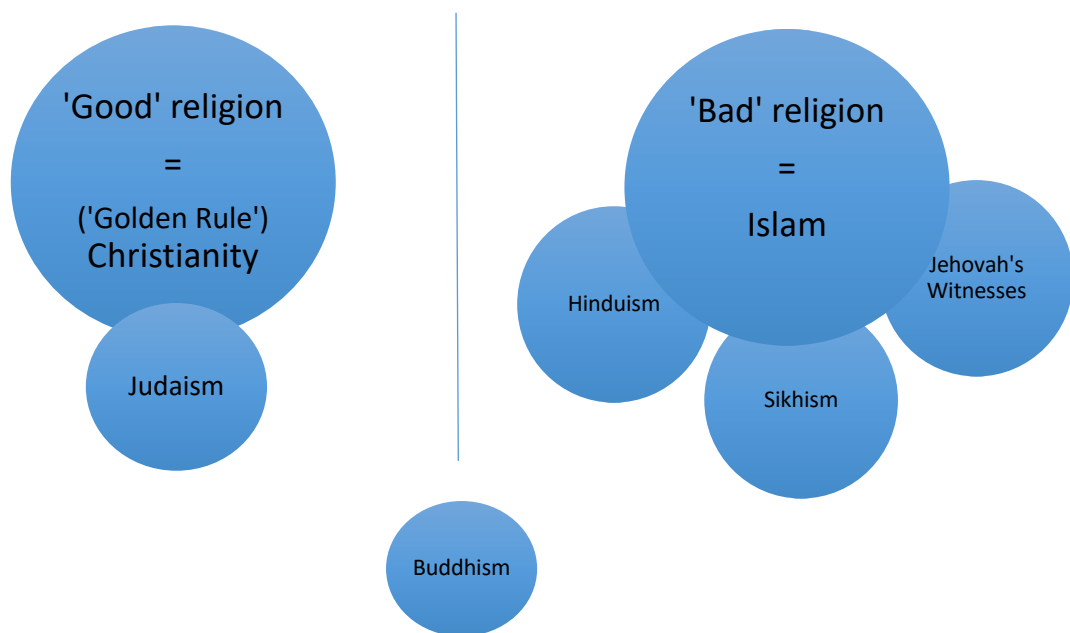 'Good' religion
=
('Golden Rule')
Christianity
Judaism
'Bad' religion
=
Islam
Hinduism
Jehovah's
Witnesses
Sikhism
Buddhism